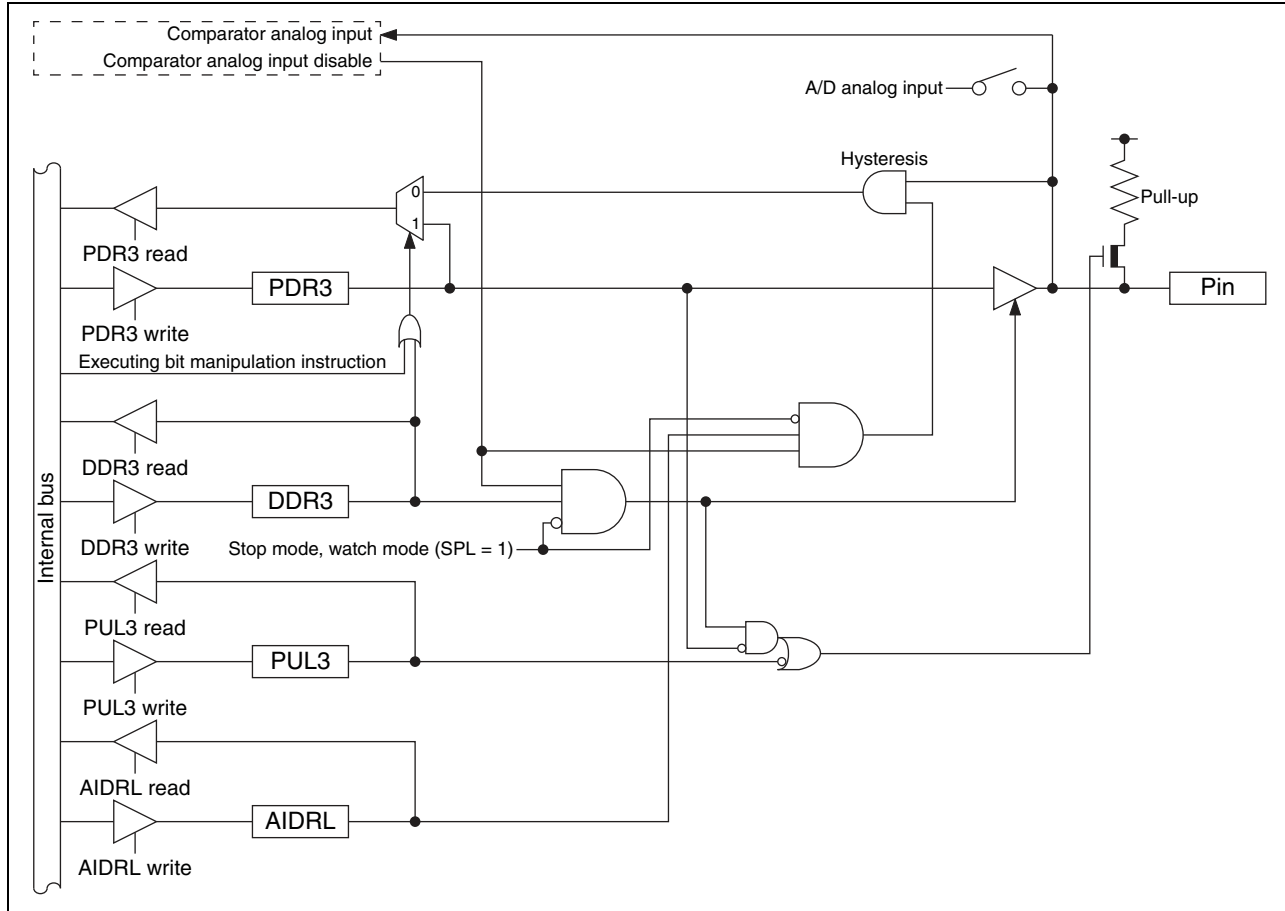 Comparator analog input
Comparator analog input disable
A/D analog input
Hysteresis
0
1
Pull-up
PDR3 read
PDR3
Pin
PDR3 write
Executing bit manipulation instruction
DDR3 read
DDR3
DDR3 write
Stop mode, watch mode (SPL = 1)
Internal bus
PUL3 read
PUL3
PUL3 write
AIDRL read
AIDRL
AIDRL write